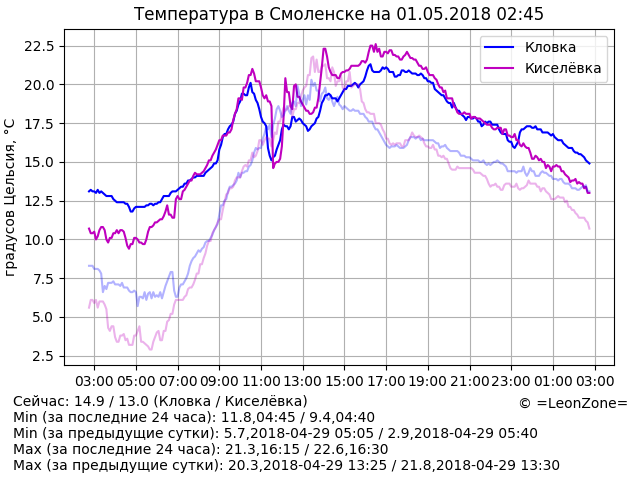 Температура в Смоленске на 01.05.2018 02:45
градусов Цельсия, °C
22.5
20.0
17.5
15.0
12.5
10.0
7.5
5.0
2.5
Кловка
Киселёвка
03:00 05:00 07:00 09:00 11:00 13:00 15:00 17:00 19:00 21:00 23:00 01:00 03:00
Сейчас: 14.9 / 13.0 (Кловка / Киселёвка)
© =LeonZone=
Min (за последние 24 часа): 11.8,04:45 / 9.4,04:40
Min (за предыдущие сутки): 5.7,2018-04-29 05:05 / 2.9,2018-04-29 05:40
Max (за последние 24 часа): 21.3,16:15 / 22.6,16:30
Max (за предыдущие сутки): 20.3,2018-04-29 13:25 / 21.8,2018-04-29 13:30